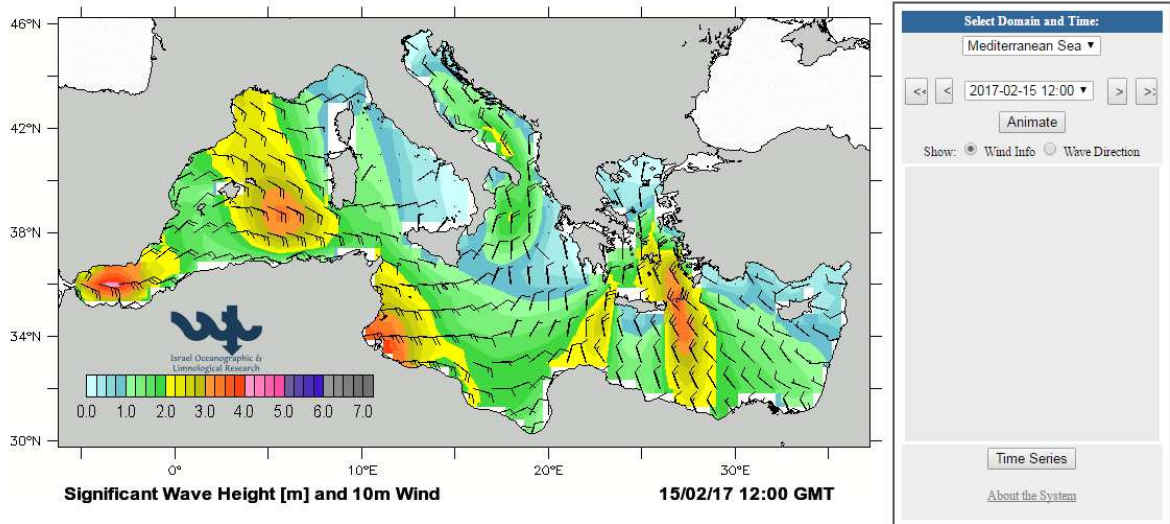 46°N
42°N
38°N
34°N
30°N
0°
10°E
20°E
30°E
Israel Oceanographic &
Limnological Research
0.0 1.0 2.0 3.0 4.0 5.0 6.0 7.0
Significant Wave Height [m] and 10m Wind
15/02/17 12:00 GMT
Select Domain and Time:
Mediterranean Sea
<< < 2017-02-15 12:00 > >>
Animate
Show: Wind Info Wave Direction
Time Series
About the System